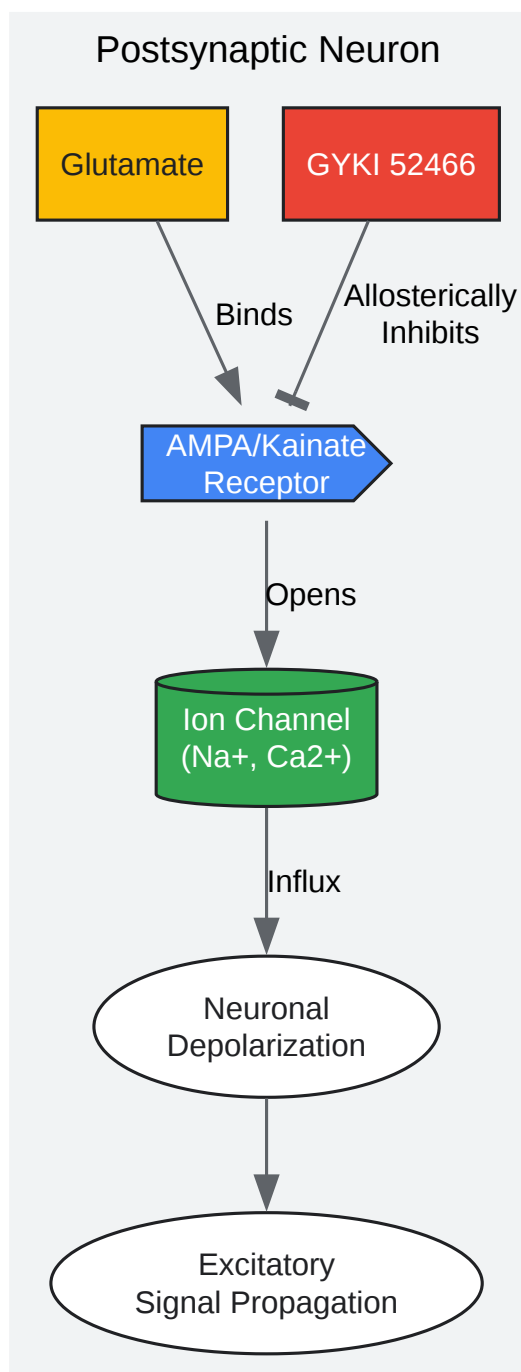 Postsynaptic Neuron
Glutamate
GYKI 52466
Binds
Allosterically
Inhibits
AMPA/Kainate
Receptor
Opens
Ion Channel
(Na+, Ca2+)
Influx
Neuronal
Depolarization
Excitatory
Signal Propagation